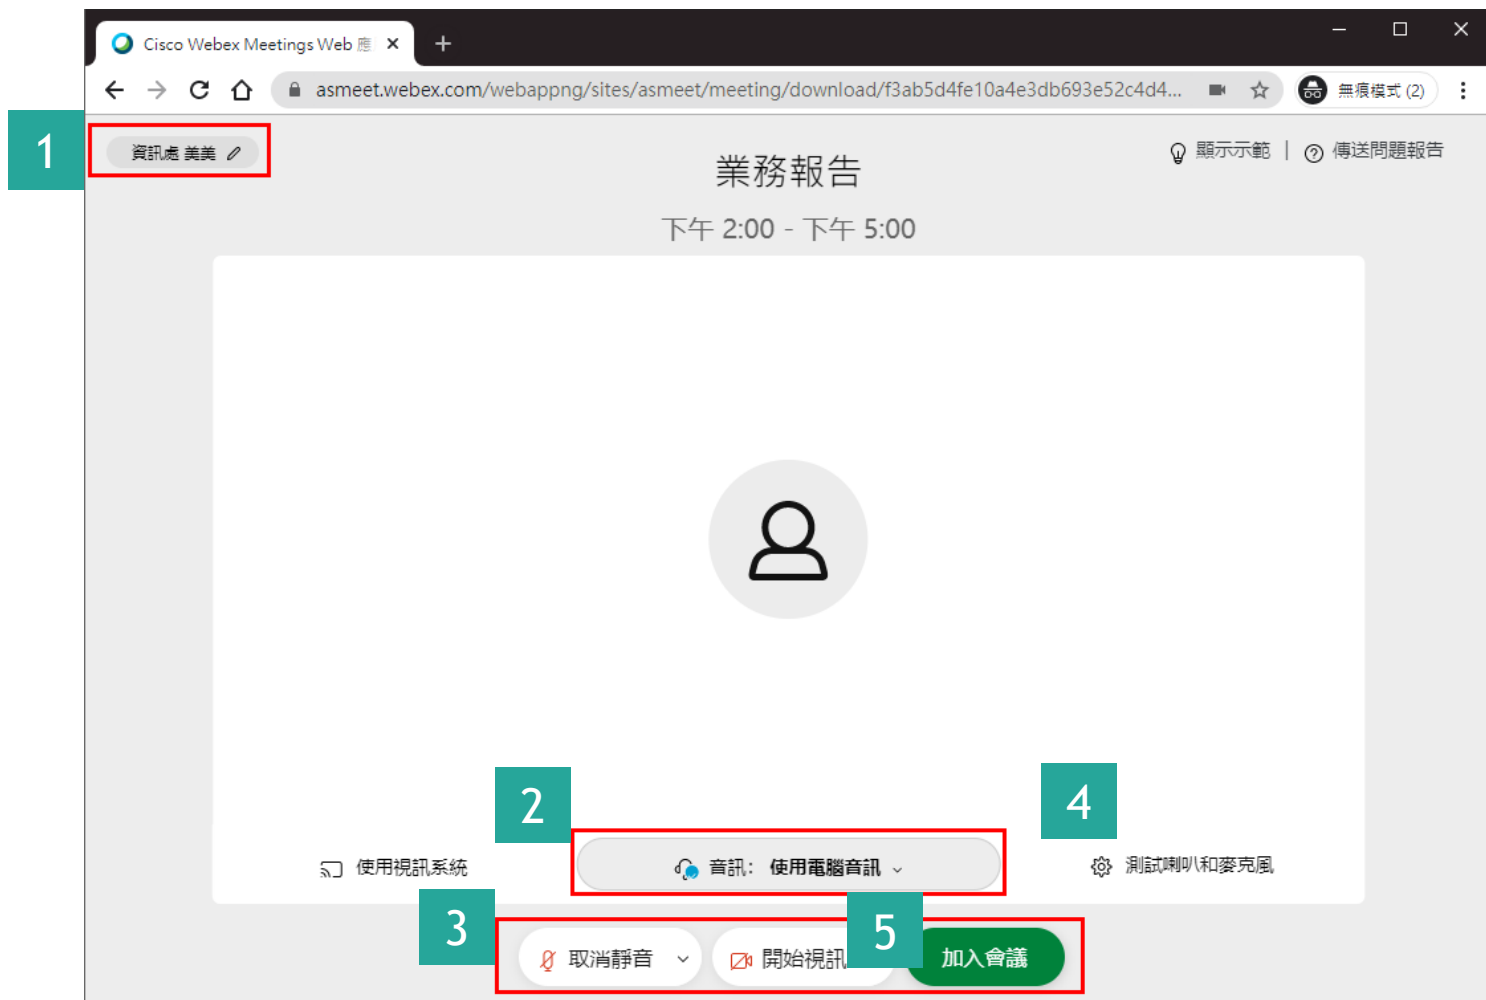 Cisco Webex Meetings Web 應
asmeet.webex.com/webappng/sites/asmeet/meeting/download/f3ab5d4fe10a4e3db693e52c4d4... 無痕模式 (2)
1
資訊處 美美
顯示示範 | 傳送問題報告
業務報告
下午 2:00 - 下午 5:00
2
4
使用視訊系統
音訊： 使用電腦音訊
測試喇叭和麥克風
3
5
取消靜音
開始視訊
加入會議